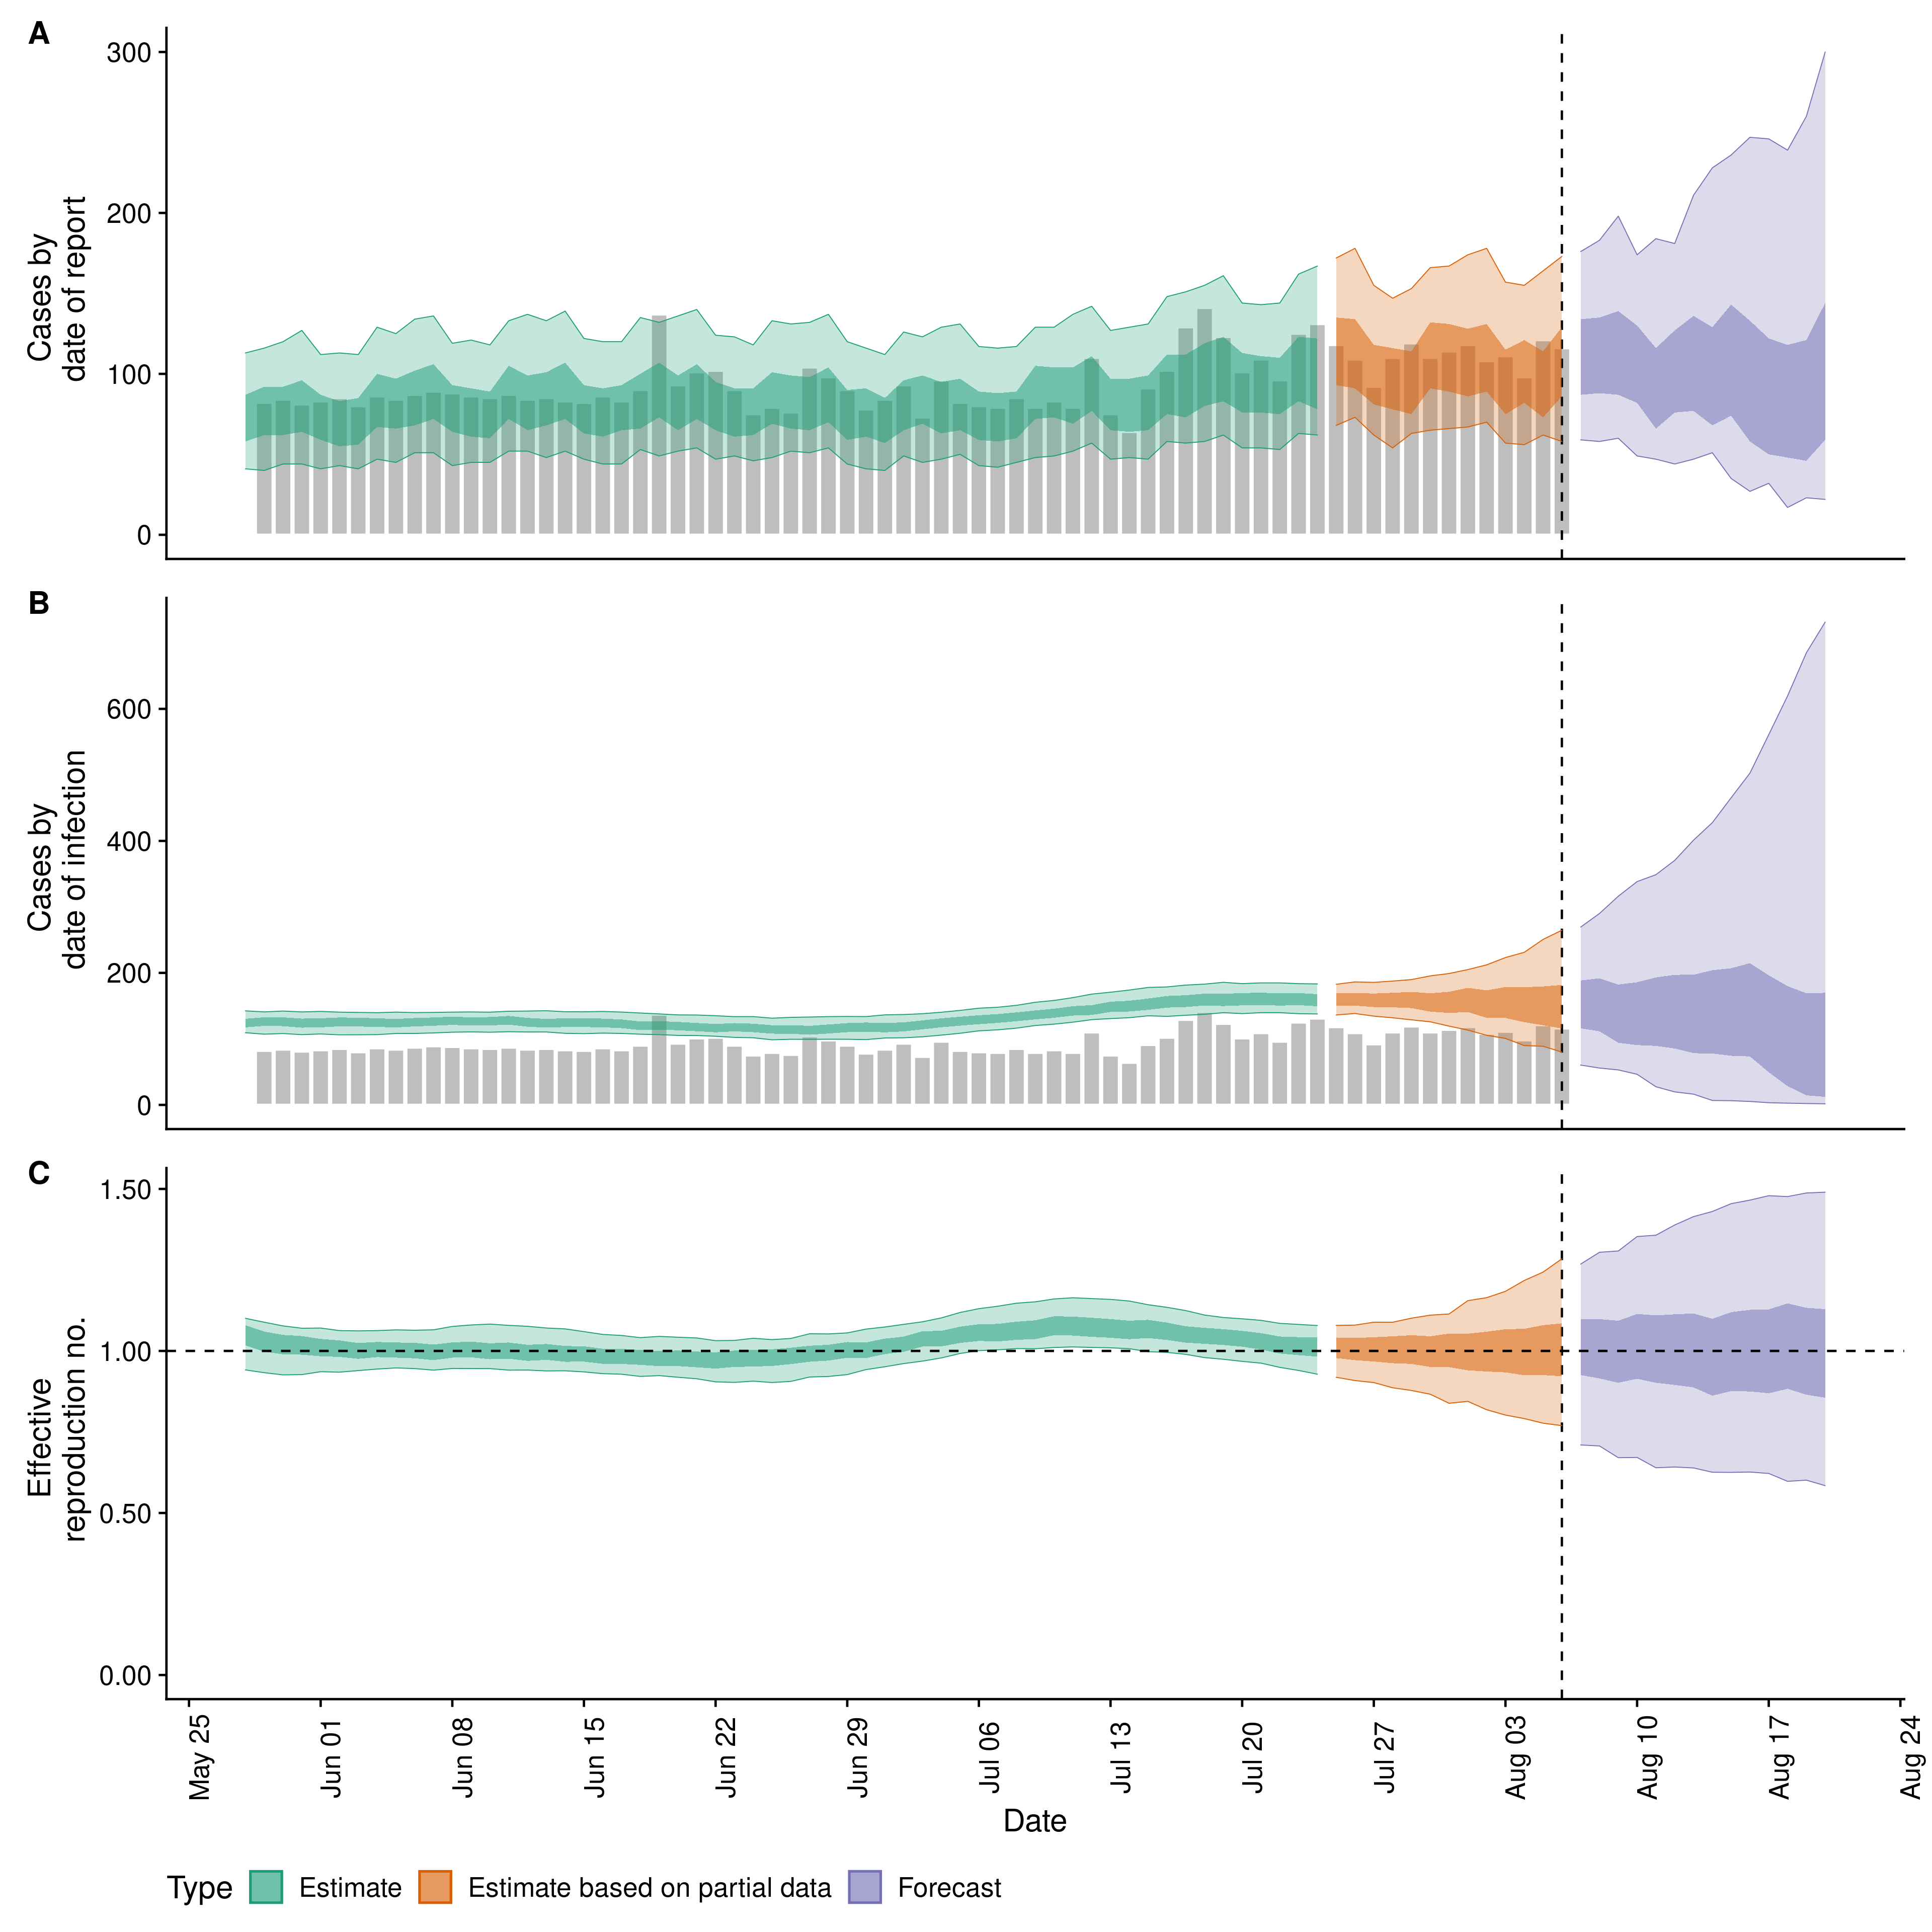 A
Cases by
date of report
300
200
100
0
B
Cases by
date of infection
600
400
200
0
C
Effective
reproduction no.
1.50
1.00
0.50
0.00
May 25
Jun 01
Jun 08
Jun 15
Jun 22
Jun 29
Jul 06
Jul 13
Jul 20
Jul 27
Aug 03
Aug 10
Aug 17
Aug 24
Date
Type Estimate Estimate based on partial data Forecast